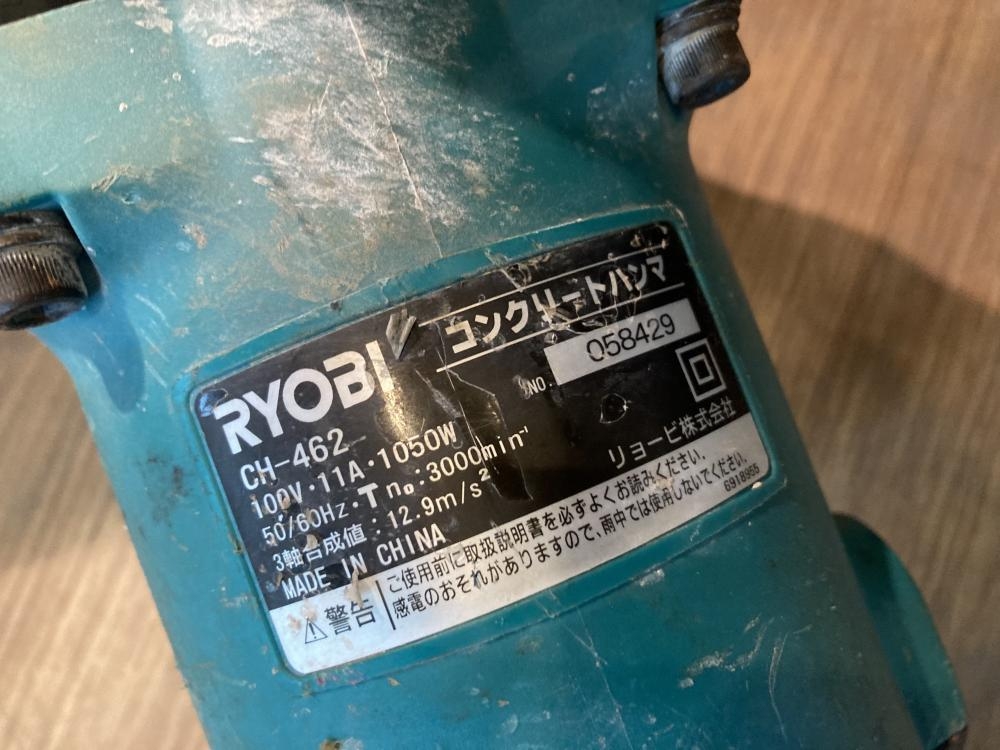 RYOBI
コンクリートハンマ
CH-462
NO. 058429
100V・11A・1050W
50/60Hz・T n₀:3000min⁻¹
3軸合成値:12.9m/s²
MADE IN CHINA
リョービ株式会社
⚠警告
ご使用前に取扱説明書を必ずよくお読みください。
感電のおそれがありますので、雨中では使用しないでください。
6918955